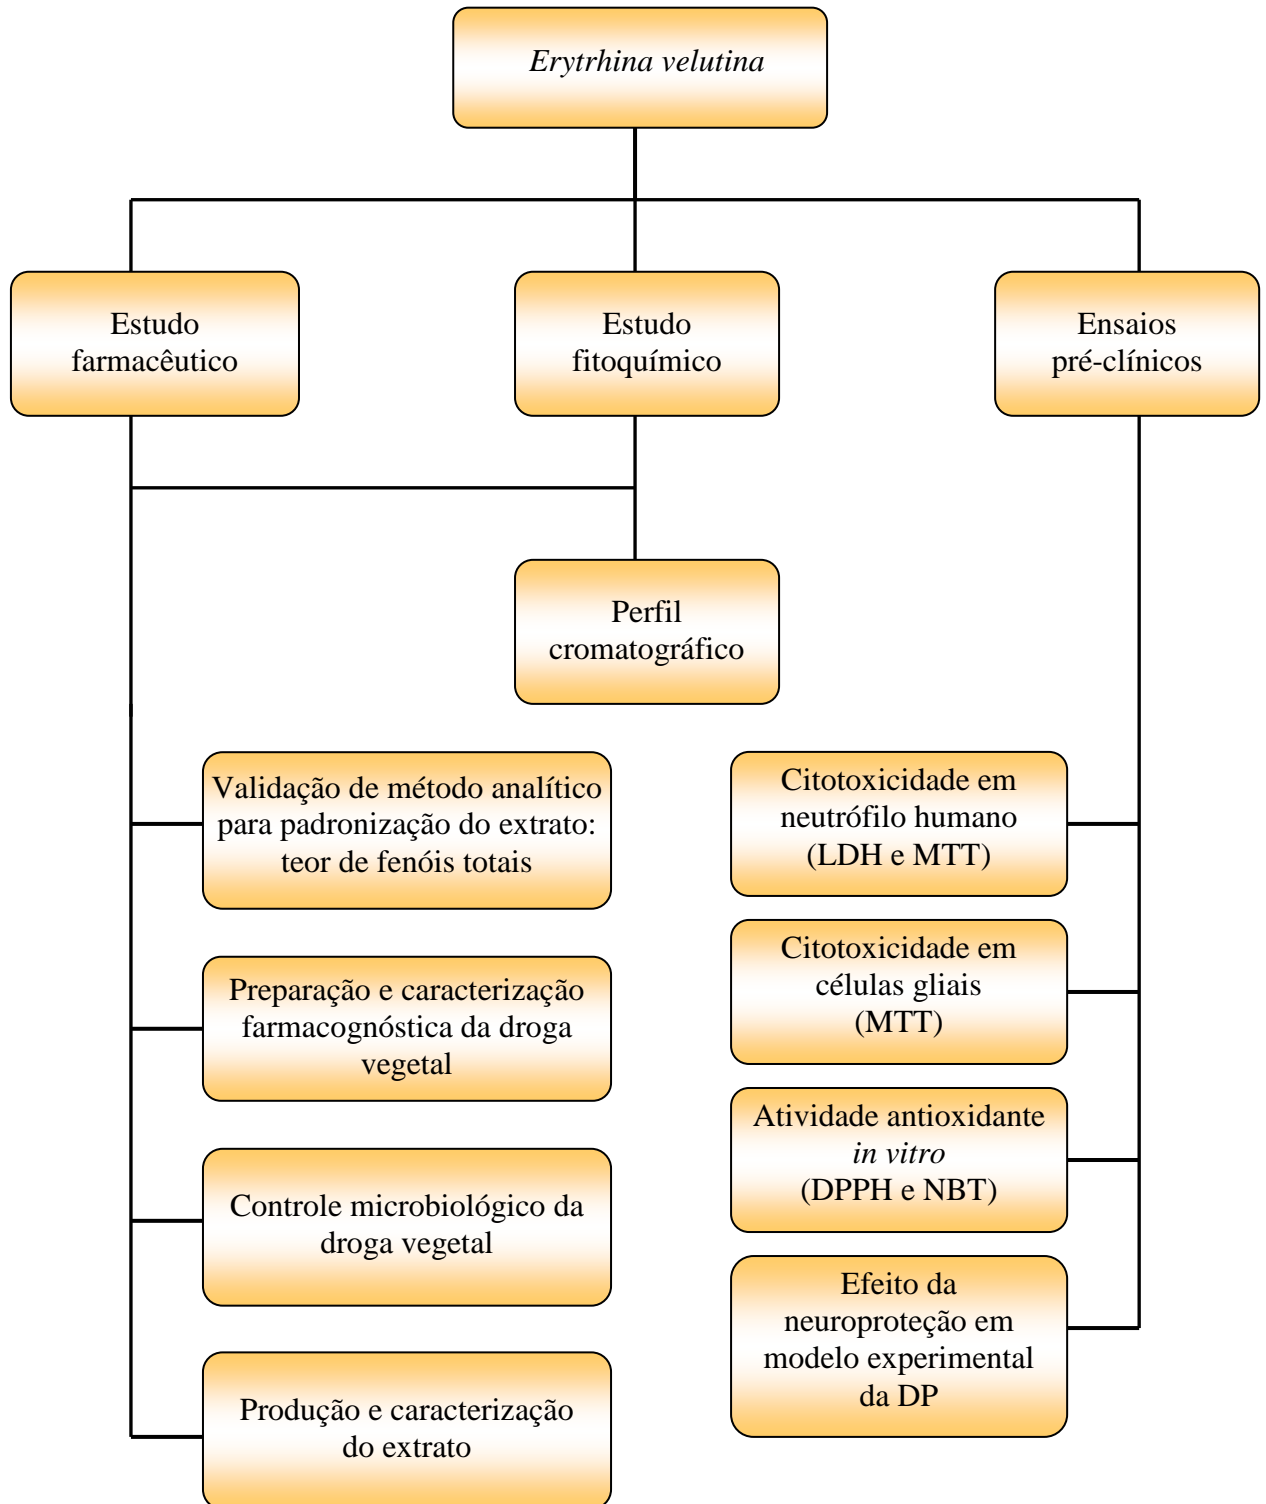 Erytrhina velutina
Estudo
farmacêutico
Estudo
fitoquímico
Ensaios
pré-clínicos
Perfil
cromatográfico
Validação de método analítico
para padronização do extrato:
teor de fenóis totais
Preparação e caracterização
farmacognóstica da droga
vegetal
Controle microbiológico da
droga vegetal
Produção e caracterização
do extrato
Citotoxicidade em
neutrófilo humano
(LDH e MTT)
Citotoxicidade em
células gliais
(MTT)
Atividade antioxidante
in vitro
(DPPH e NBT)
Efeito da
neuroproteção em
modelo experimental
da DP